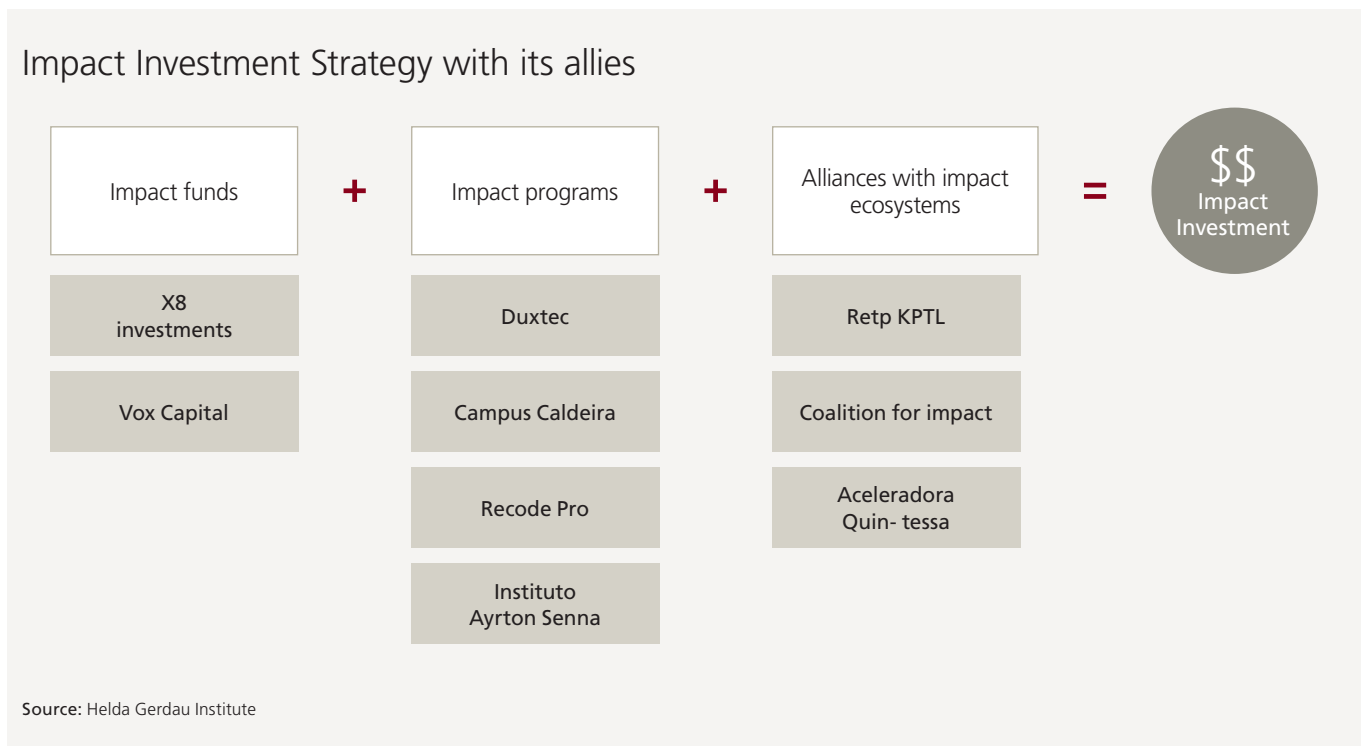 Impact Investment Strategy with its allies
Impact funds
+
Impact programs
+
Alliances with impact
ecosystems
=
$$
Impact
Investment
X8
investments
Vox Capital
Duxtec
Campus Caldeira
Recode Pro
Instituto
Ayrton Senna
Retp KPTL
Coalition for impact
Aceleradora
Quin- tessa
Source: Helda Gerdau Institute